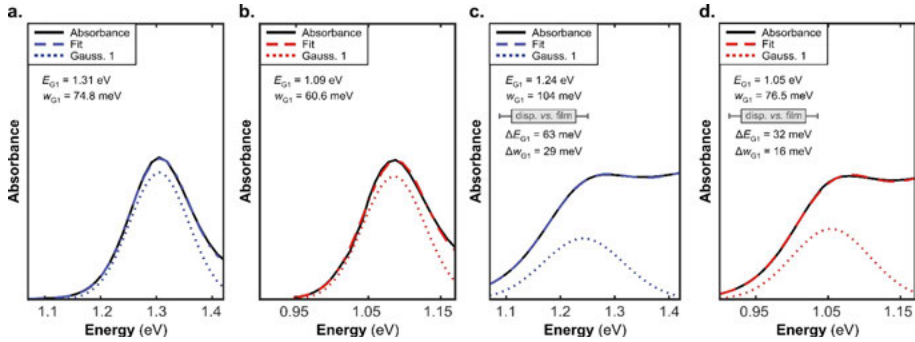 a.
Absorbance
Absorbance
Fit
Gauss. 1
E_G1 = 1.31 eV
w_G1 = 74.8 meV
1.1 1.2 1.3 1.4
Energy (eV)
b.
Absorbance
Absorbance
Fit
Gauss. 1
E_G1 = 1.09 eV
w_G1 = 60.6 meV
0.95 1.05 1.15
Energy (eV)
c.
Absorbance
Absorbance
Fit
Gauss. 1
E_G1 = 1.24 eV
w_G1 = 104 meV
disp. vs. film
ΔE_G1 = 63 meV
Δw_G1 = 29 meV
1.1 1.2 1.3 1.4
Energy (eV)
d.
Absorbance
Absorbance
Fit
Gauss. 1
E_G1 = 1.05 eV
w_G1 = 76.5 meV
disp. vs. film
ΔE_G1 = 32 meV
Δw_G1 = 16 meV
0.95 1.05 1.15
Energy (eV)